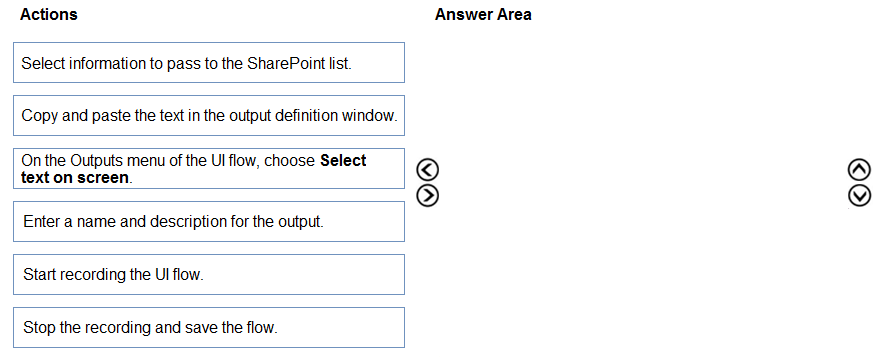 Actions
Answer Area
Select information to pass to the SharePoint list.
Copy and paste the text in the output definition window.
On the Outputs menu of the UI flow, choose Select
text on screen.
Enter a name and description for the output.
Start recording the UI flow.
Stop the recording and save the flow.